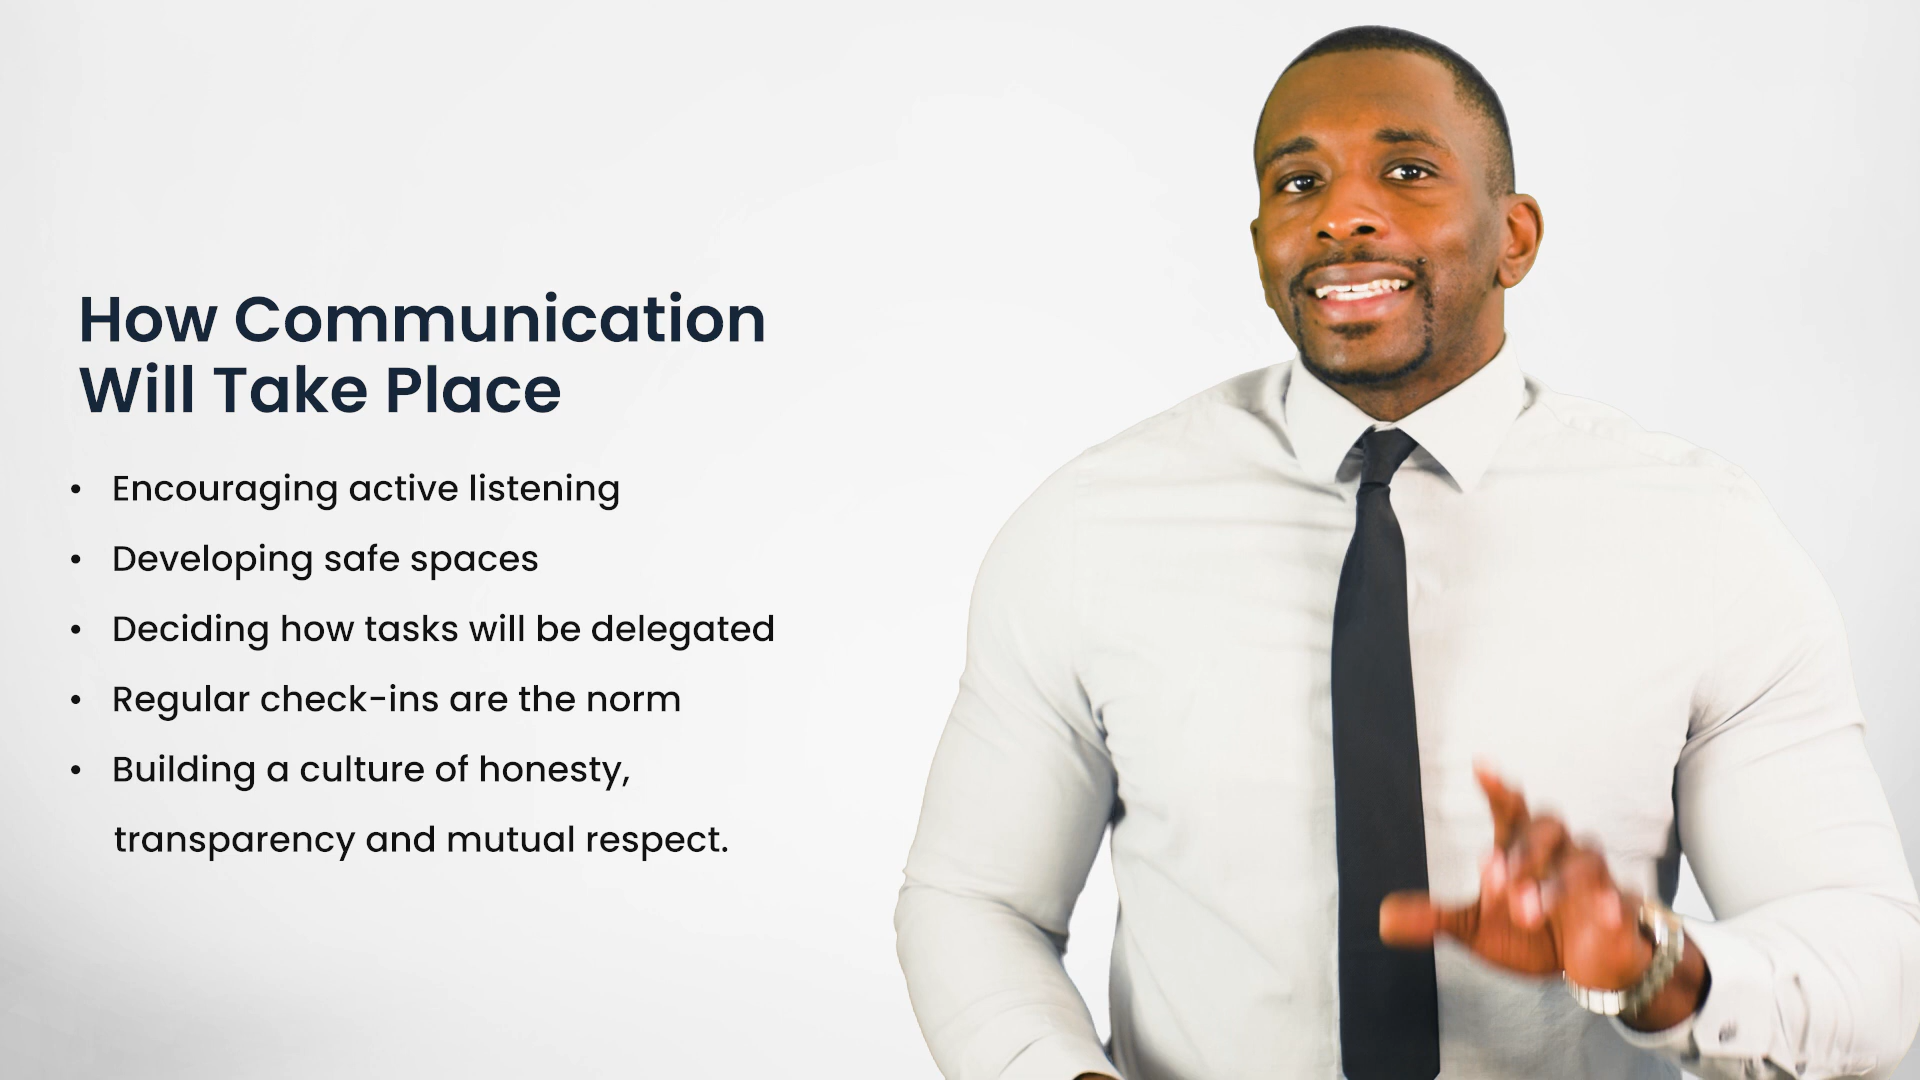 How Communication
Will Take Place
• Encouraging active listening
• Developing safe spaces
• Deciding how tasks will be delegated
• Regular check-ins are the norm
• Building a culture of honesty,
transparency and mutual respect.